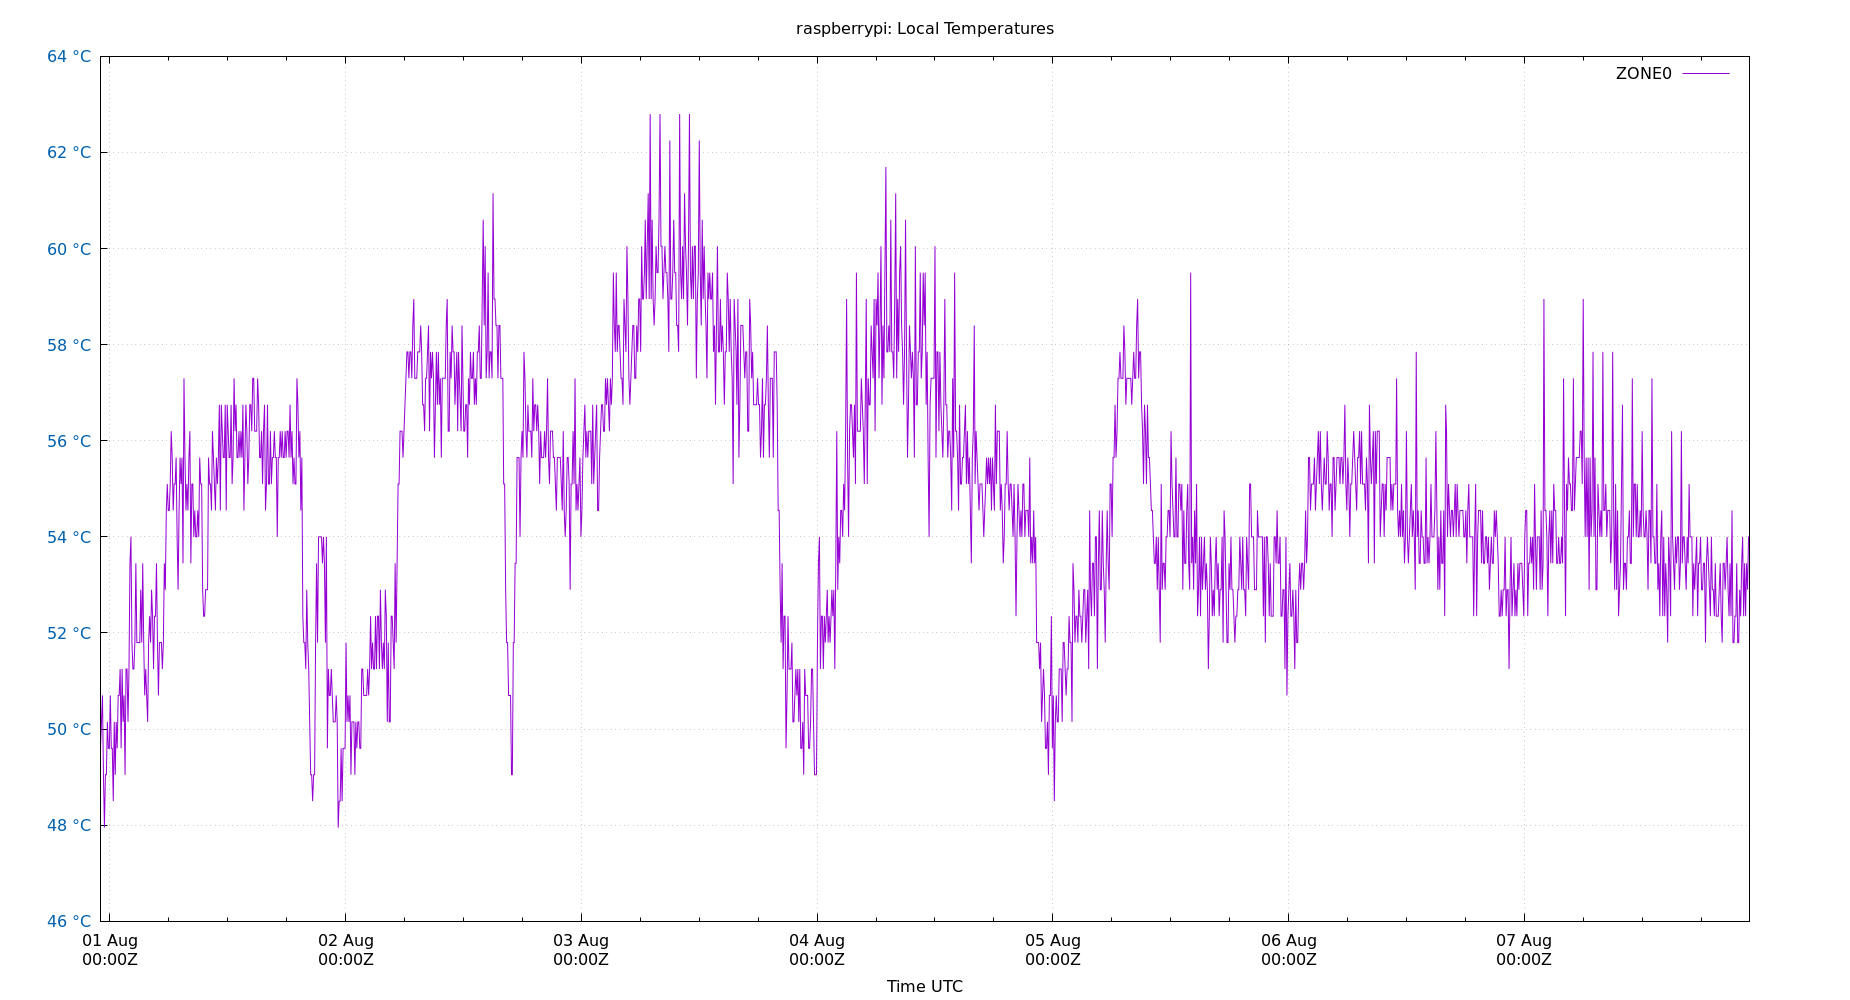 raspberrypi: Local Temperatures
64 °C
ZONE0
62 °C
60 °C
58 °C
56 °C
54 °C
52 °C
50 °C
48 °C
46 °C
01 Aug 02 Aug 03 Aug 04 Aug 05 Aug 06 Aug 07 Aug
00:00Z 00:00Z 00:00Z 00:00Z 00:00Z 00:00Z 00:00Z
Time UTC